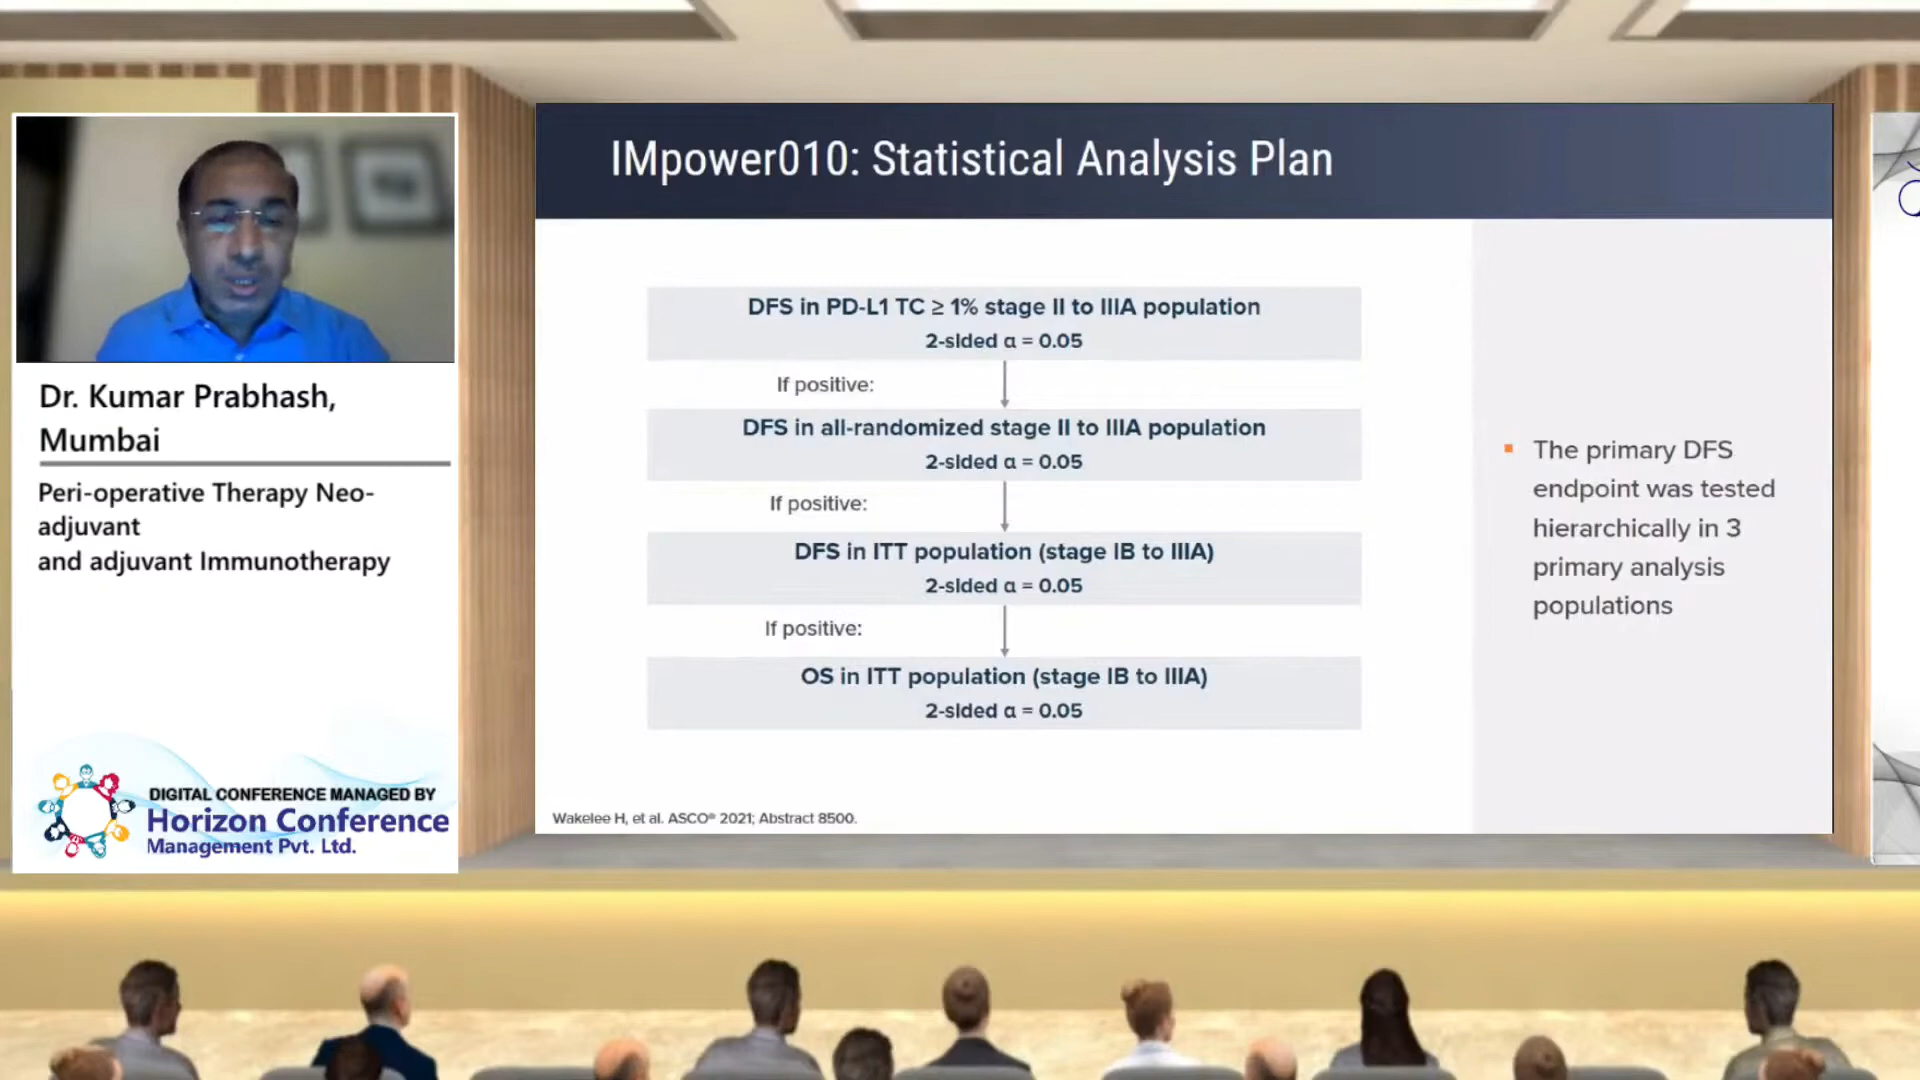 IMpower010: Statistical Analysis Plan
DFS in PD-L1 TC ≥ 1% stage II to IIIA population
2-sided α = 0.05
If positive:
DFS in all-randomized stage II to IIIA population
2-sided α = 0.05
If positive:
DFS in ITT population (stage IB to IIIA)
2-sided α = 0.05
If positive:
OS in ITT population (stage IB to IIIA)
2-sided α = 0.05
The primary DFS
endpoint was tested
hierarchically in 3
primary analysis
populations
Wakelee H, et al. ASCO® 2021; Abstract 8500.
Dr. Kumar Prabhash,
Mumbai
Peri-operative Therapy Neo-
adjuvant
and adjuvant Immunotherapy
DIGITAL CONFERENCE MANAGED BY
Horizon Conference
Management Pvt. Ltd.